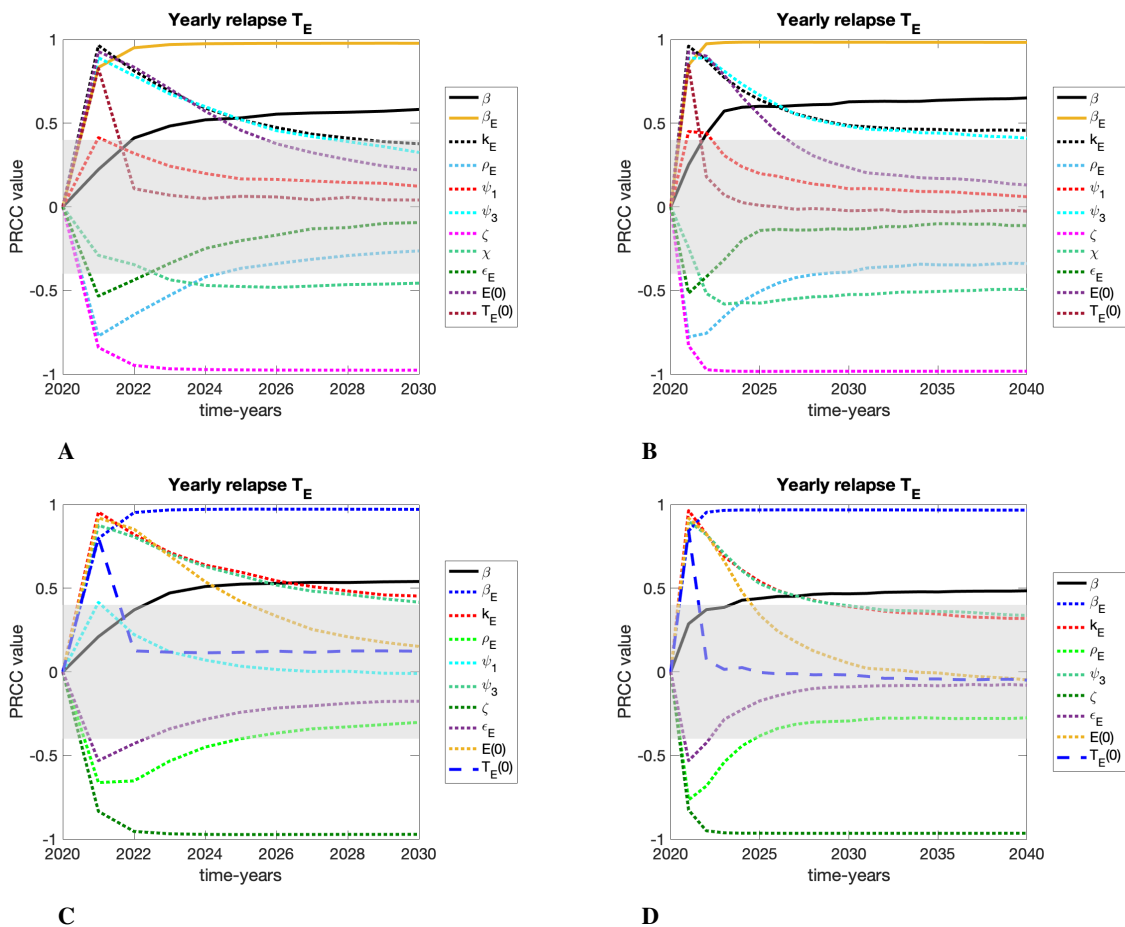 Yearly relapse T_E
1
0.5
0
-0.5
-1
PRCC value
2020 2022 2024 2026 2028 2030
time-years
β
β_E
k_E
ρ_E
ψ_1
ψ_3
ζ
χ
ϵ_E
E(0)
T_E(0)
A
Yearly relapse T_E
1
0.5
0
-0.5
-1
PRCC value
2020 2025 2030 2035 2040
time-years
β
β_E
k_E
ρ_E
ψ_1
ψ_3
ζ
χ
ϵ_E
E(0)
T_E(0)
B
Yearly relapse T_E
1
0.5
0
-0.5
-1
PRCC value
2020 2022 2024 2026 2028 2030
time-years
β
β_E
k_E
ρ_E
ψ_1
ψ_3
ζ
ϵ_E
E(0)
T_E(0)
C
Yearly relapse T_E
1
0.5
0
-0.5
-1
PRCC value
2020 2025 2030 2035 2040
time-years
β
β_E
k_E
ρ_E
ψ_3
ζ
ϵ_E
E(0)
T_E(0)
D